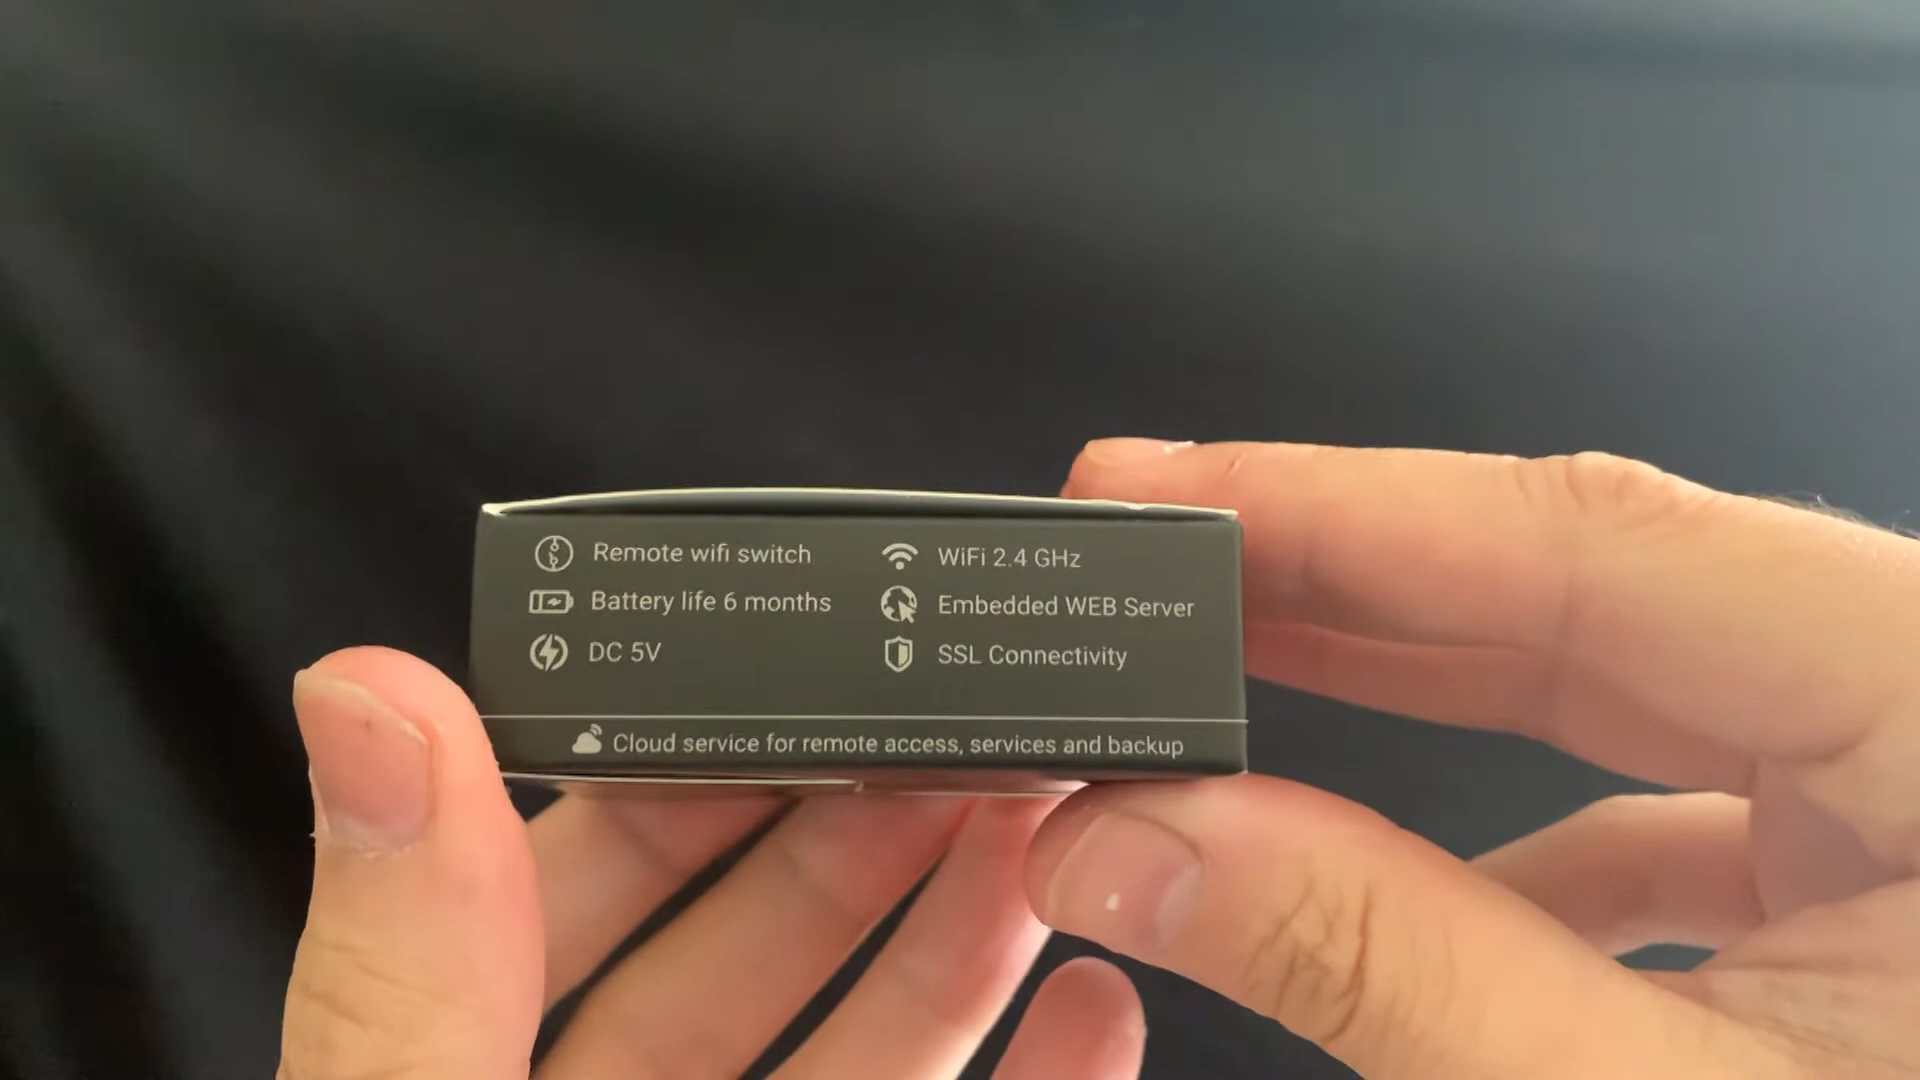 Remote wifi switch
Battery life 6 months
DC 5V
WiFi 2.4 GHz
Embedded WEB Server
SSL Connectivity
Cloud service for remote access, services and backup